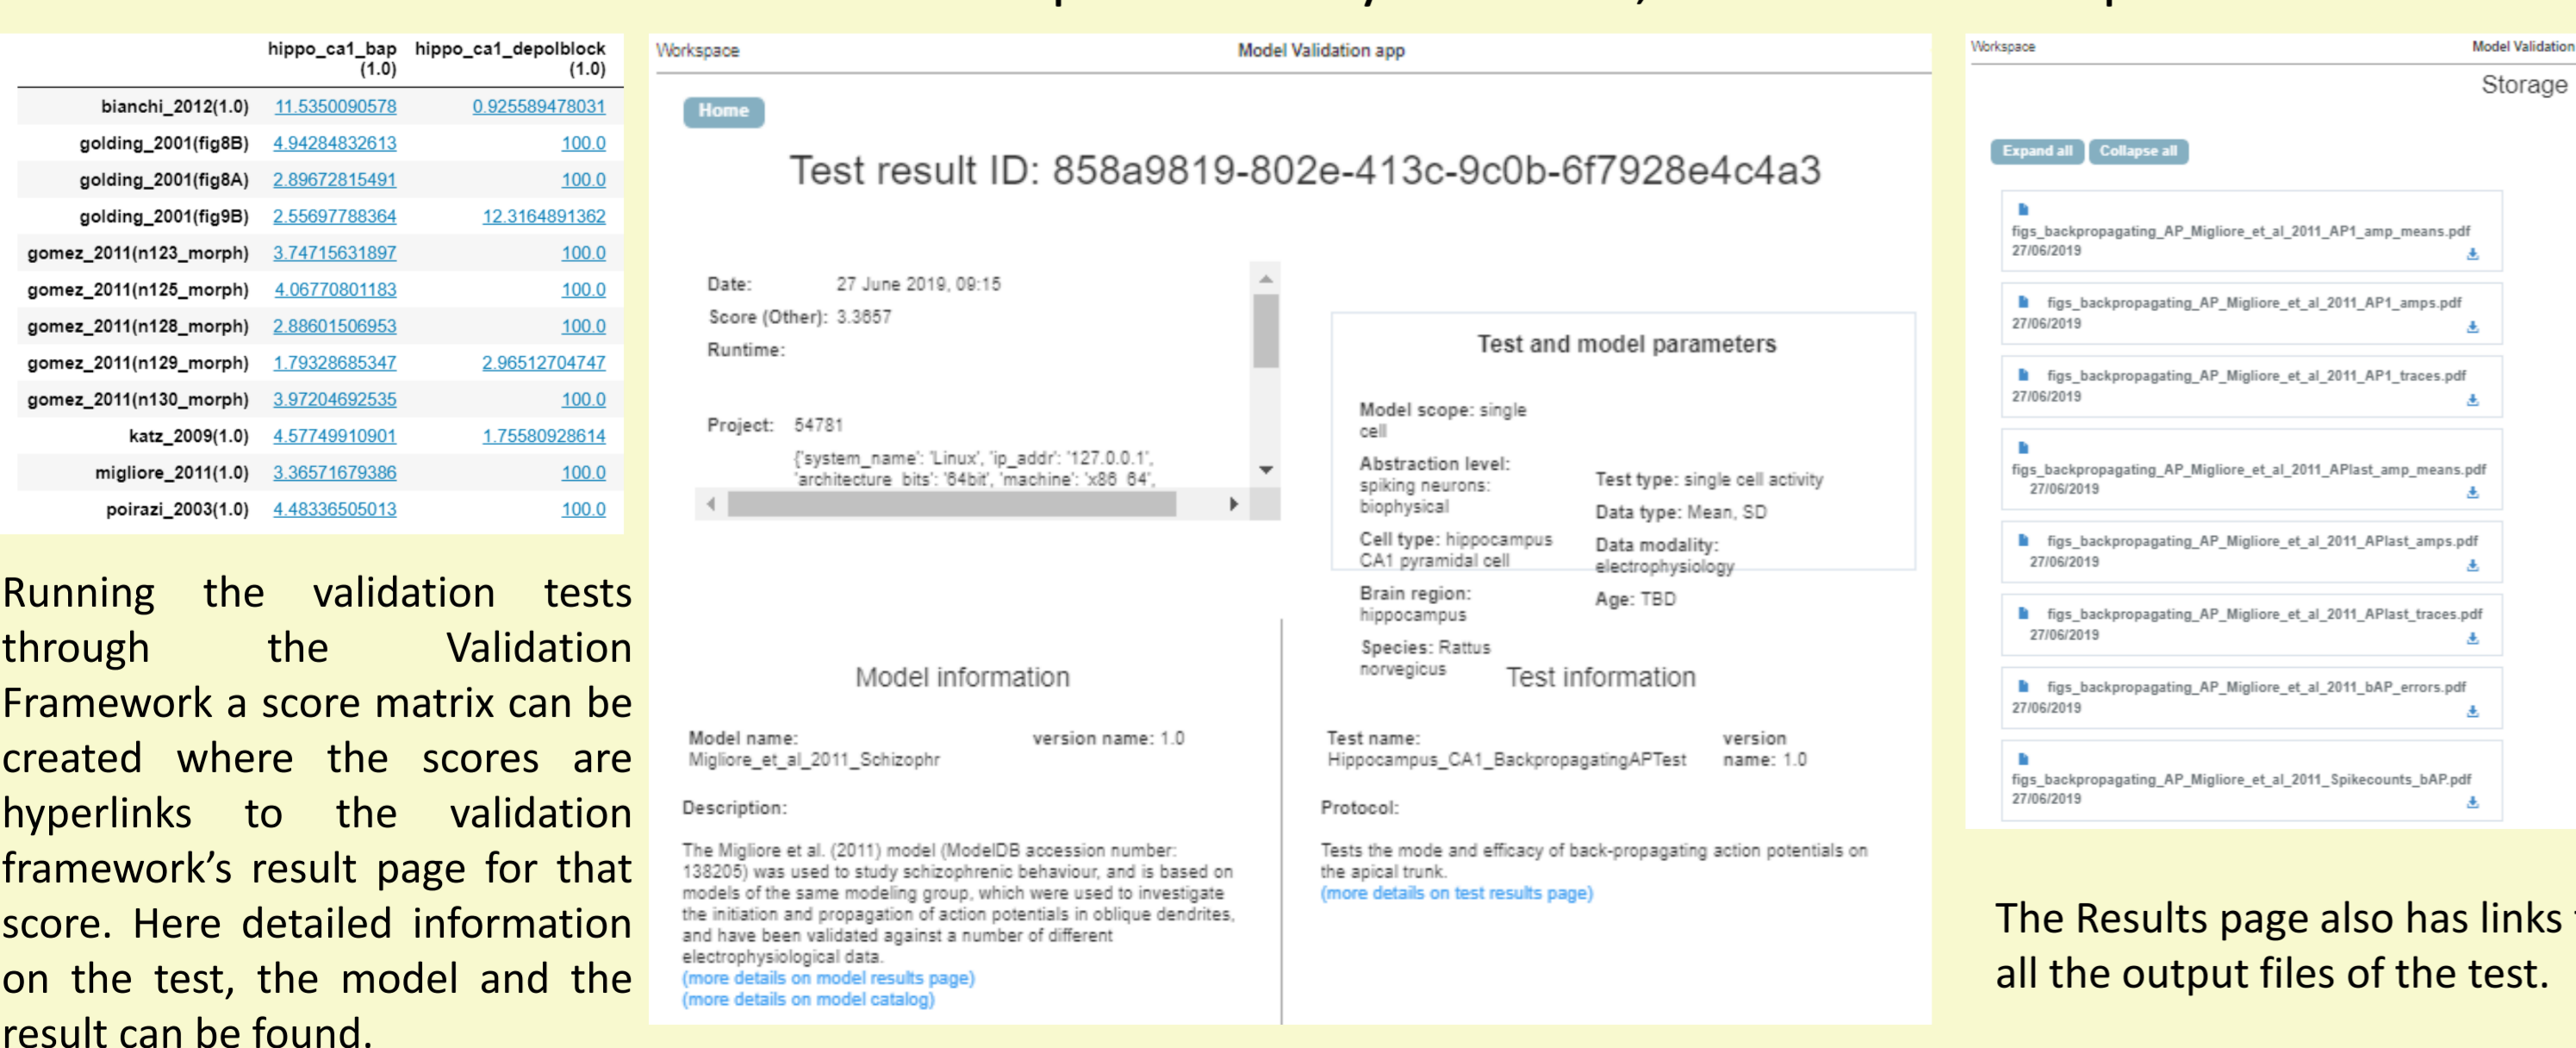 hippo_ca1_bap hippo_ca1_depolblock
(1.0) (1.0)
bianchi_2012(1.0) 11.5350090578 0.925589478031
golding_2001(fig8B) 4.94284832613 100.0
golding_2001(fig8A) 2.89672815491 100.0
golding_2001(fig9B) 2.55697788364 12.3164891362
gomez_2011(n123_morph) 3.74715631897 100.0
gomez_2011(n125_morph) 4.06770801183 100.0
gomez_2011(n128_morph) 2.88601506953 100.0
gomez_2011(n129_morph) 1.79328685347 2.96512704747
gomez_2011(n130_morph) 3.97204692535 100.0
katz_2009(1.0) 4.57749910901 1.75580928614
migliore_2011(1.0) 3.36571679386 100.0
poirazi_2003(1.0) 4.48336505013 100.0
Running the validation tests
through the Validation
Framework a score matrix can be
created where the scores are
hyperlinks to the validation
framework's result page for that
score. Here detailed information
on the test, the model and the
result can be found.
Workspace Model Validation app
Home
Test result ID: 858a9819-802e-413c-9c0b-6f7928e4c4a3
Date: 27 June 2019, 09:15
Score (Other): 3.3657
Runtime:
Project: 54781
{'system_name': 'Linux', 'ip_addr': '127.0.0.1',
'architecture_bits': '64bit', 'machine': 'x86_64',
Test and model parameters
Model scope: single
cell
Abstraction level:
spiking neurons:
biophysical
Cell type: hippocampus
CA1 pyramidal cell
Brain region:
hippocampus
Species: Rattus
norvegicus
Test type: single cell activity
Data type: Mean, SD
Data modality:
electrophysiology
Age: TBD
Model information
Model name: version name: 1.0
Migliore_et_al_2011_Schizophr
Description:
The Migliore et al. (2011) model (ModelDB accession number:
138205) was used to study schizophrenic behaviour, and is based on
models of the same modeling group, which were used to investigate
the initiation and propagation of action potentials in oblique dendrites,
and have been validated against a number of different
electrophysiological data.
(more details on model results page)
(more details on model catalog)
Test information
Test name: version
Hippocampus_CA1_BackpropagatingAPTest name: 1.0
Protocol:
Tests the mode and efficacy of back-propagating action potentials on
the apical trunk.
(more details on test results page)
Workspace Model Validation
Storage
Expand all Collapse all
figs_backpropagating_AP_Migliore_et_al_2011_AP1_amp_means.pdf
27/06/2019
figs_backpropagating_AP_Migliore_et_al_2011_AP1_amps.pdf
27/06/2019
figs_backpropagating_AP_Migliore_et_al_2011_AP1_traces.pdf
27/06/2019
figs_backpropagating_AP_Migliore_et_al_2011_APlast_amp_means.pdf
27/06/2019
figs_backpropagating_AP_Migliore_et_al_2011_APlast_amps.pdf
27/06/2019
figs_backpropagating_AP_Migliore_et_al_2011_APlast_traces.pdf
27/06/2019
figs_backpropagating_AP_Migliore_et_al_2011_bAP_errors.pdf
27/06/2019
figs_backpropagating_AP_Migliore_et_al_2011_Spikecounts_bAP.pdf
27/06/2019
The Results page also has links
all the output files of the test.